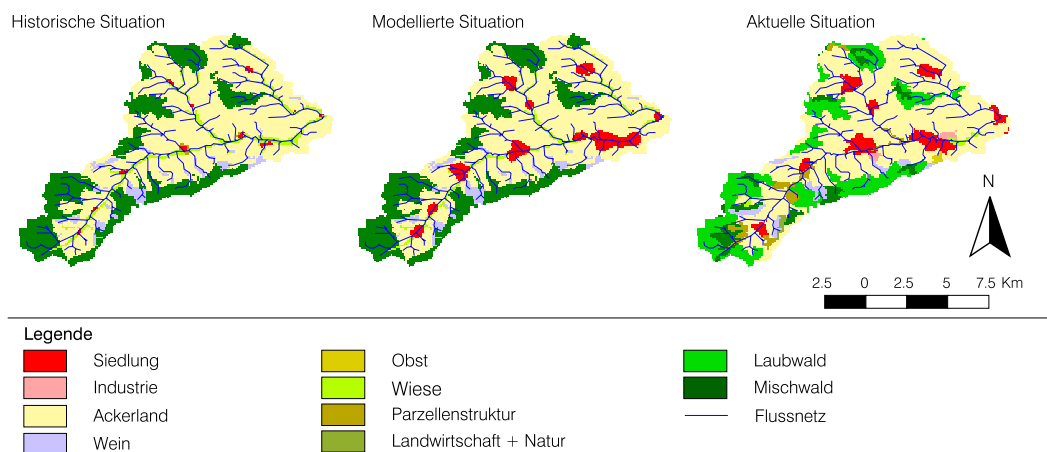 Historische Situation
Modellierte Situation
Aktuelle Situation
N
2.5 0 2.5 5 7.5 Km
Legende
Siedlung
Industrie
Ackerland
Wein
Obst
Wiese
Parzellenstruktur
Landwirtschaft + Natur
Laubwald
Mischwald
Flussnetz